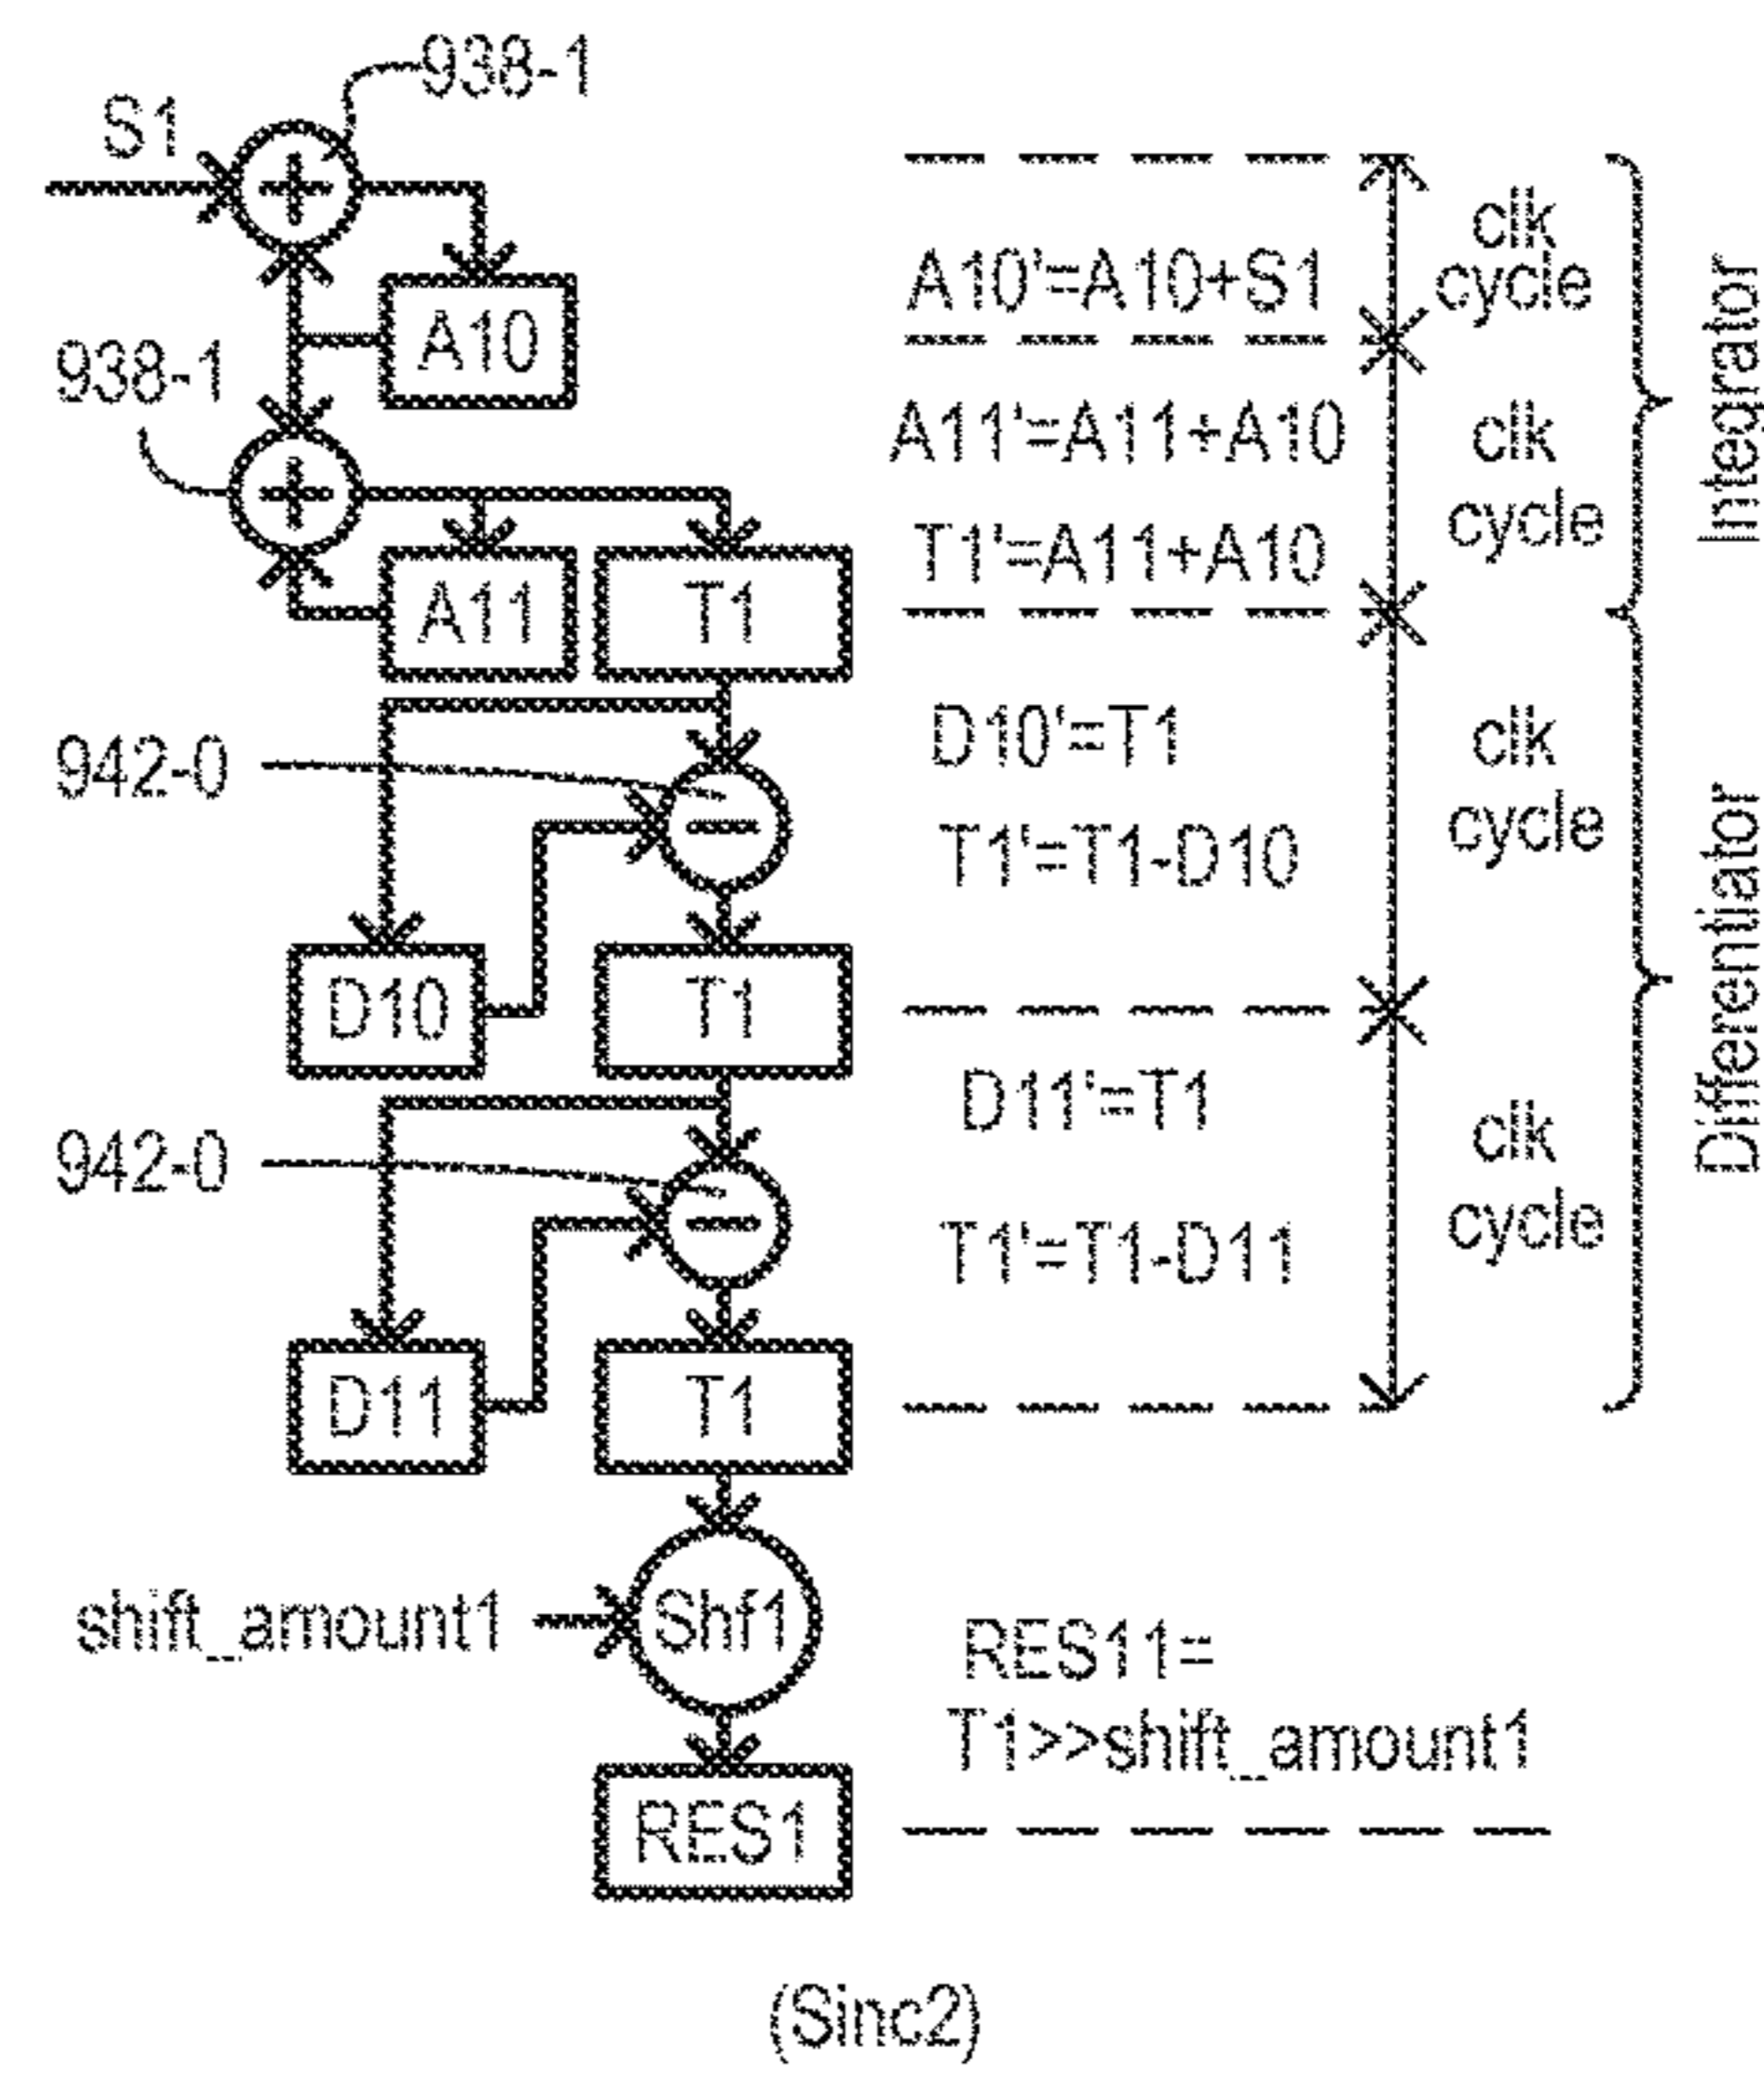 938-1
S1
A10'=A10+S1
clk
cycle
A10
938-1
A11'=A11+A10
clk
cycle
T1'=A11+A10
Integrator
A11
T1
942-0
D10'=T1
clk
cycle
T1'=T1-D10
D10
T1
Differentiator
942-0
D11'=T1
clk
cycle
T1'=T1-D11
D11
T1
shift_amount1
Shf1
RES11=
T1>>shift_amount1
RES1
(Sinc2)